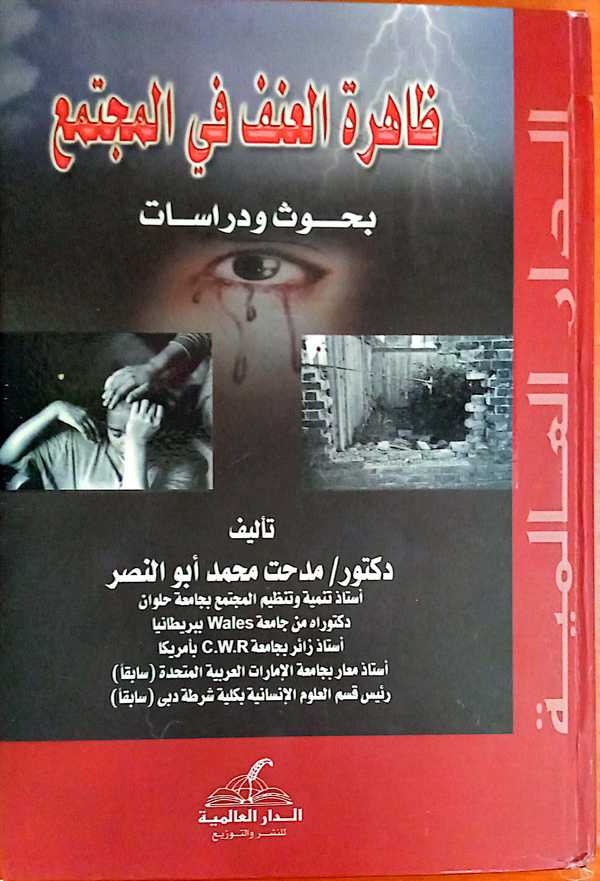 ظاهرة العنف في المجتمع
بحوث ودراسات
تأليف
دكتور/ مدحت محمد أبو النصر
أستاذ تنمية وتنظيم المجتمع بجامعة حلوان
دكتوراه من جامعة Wales ببريطانيا
أستاذ زائر بجامعة C.W.R بأمريكا
أستاذ معار بجامعة الإمارات العربية المتحدة (سابقاً)
رئيس قسم العلوم الإنسانية بكلية شرطة دبى (سابقاً)
الدار العالمية
للنشر والتوزيع
الدار العالمية